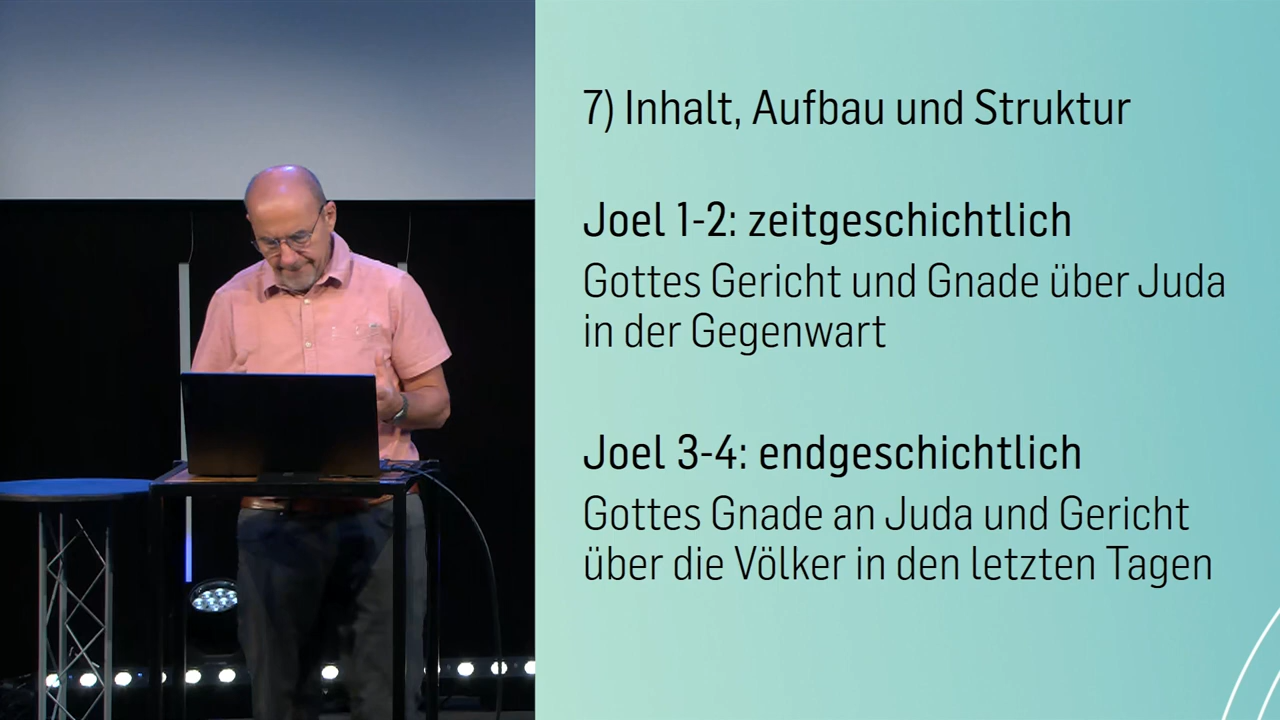 7) Inhalt, Aufbau und Struktur
Joel 1-2: zeitgeschichtlich
Gottes Gericht und Gnade über Juda
in der Gegenwart
Joel 3-4: endgeschichtlich
Gottes Gnade an Juda und Gericht
über die Völker in den letzten Tagen